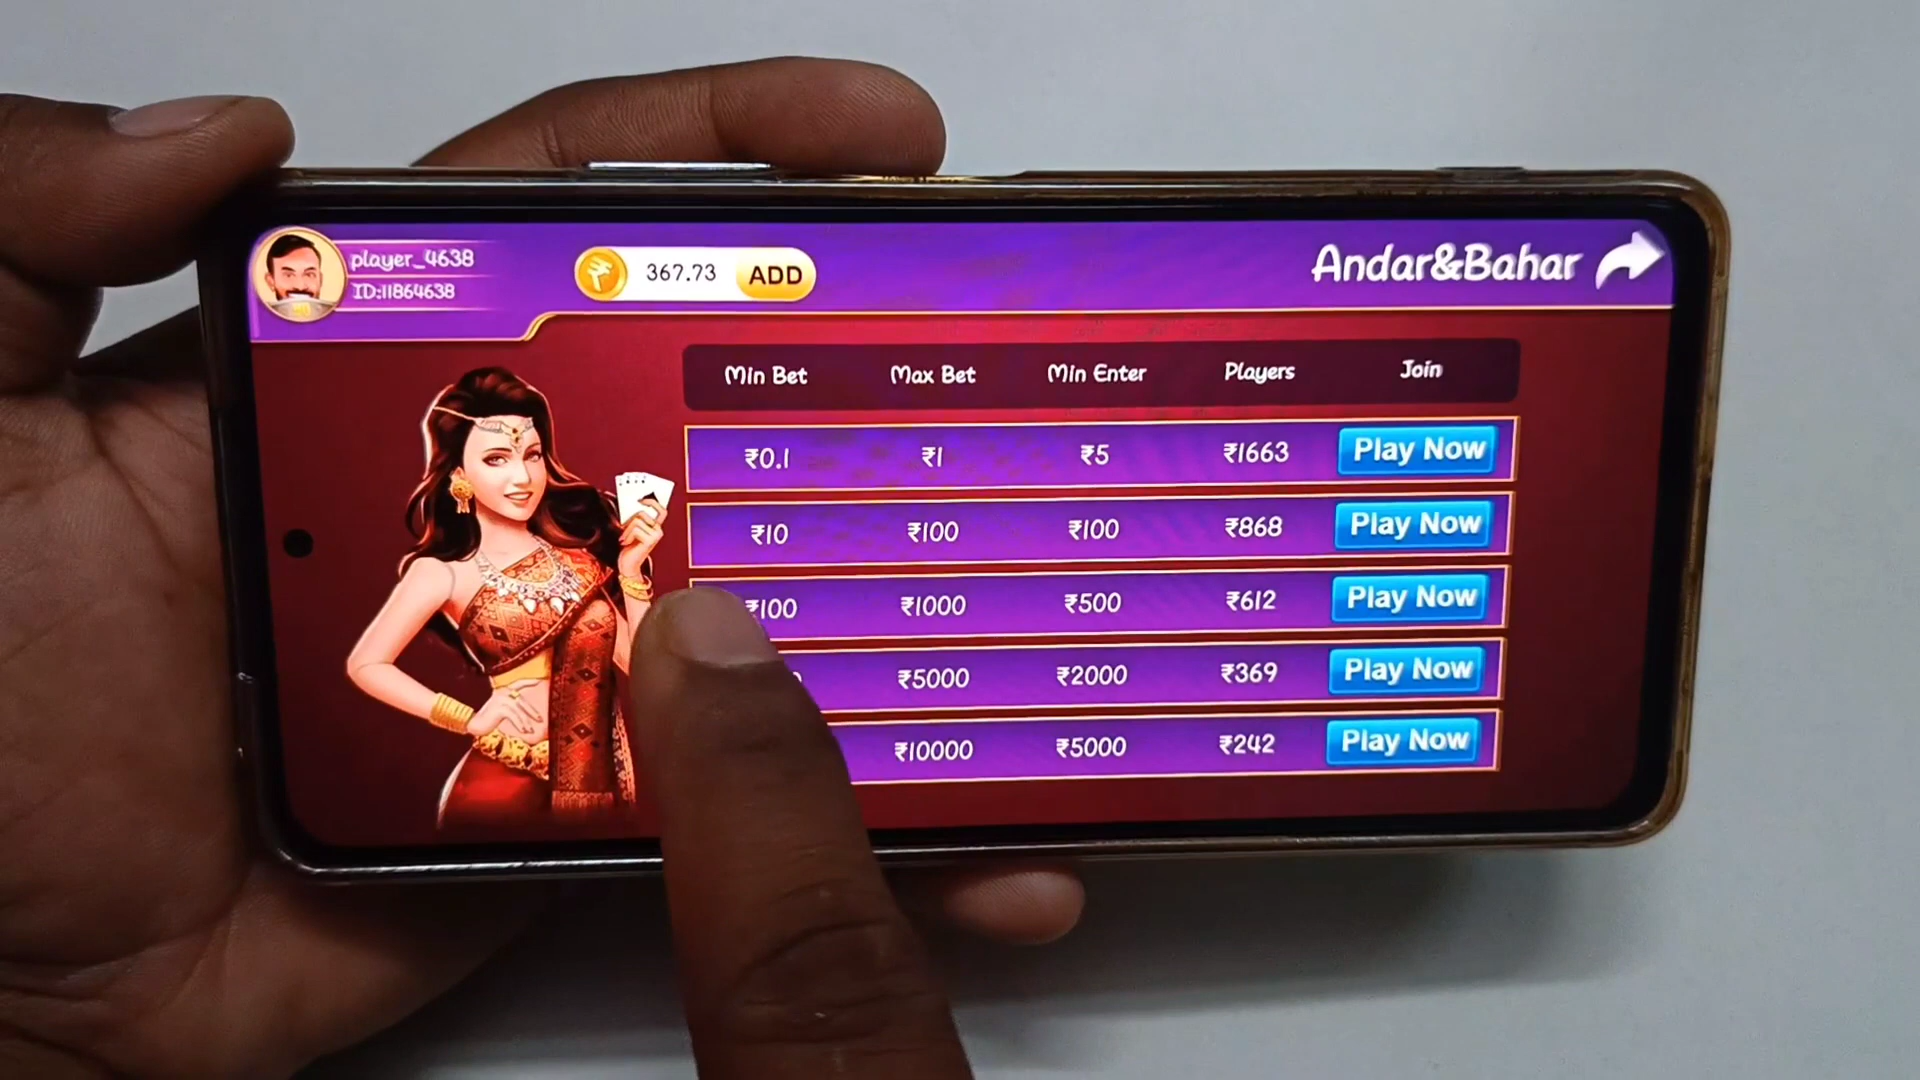 player_4638
ID:11864638
367.73 ADD
Andar&Bahar
Min Bet Max Bet Min Enter Players Join
₹0.1 ₹1 ₹5 ₹1663 Play Now
₹10 ₹100 ₹100 ₹868 Play Now
₹100 ₹1000 ₹500 ₹612 Play Now
₹5000 ₹2000 ₹369 Play Now
₹10000 ₹5000 ₹242 Play Now